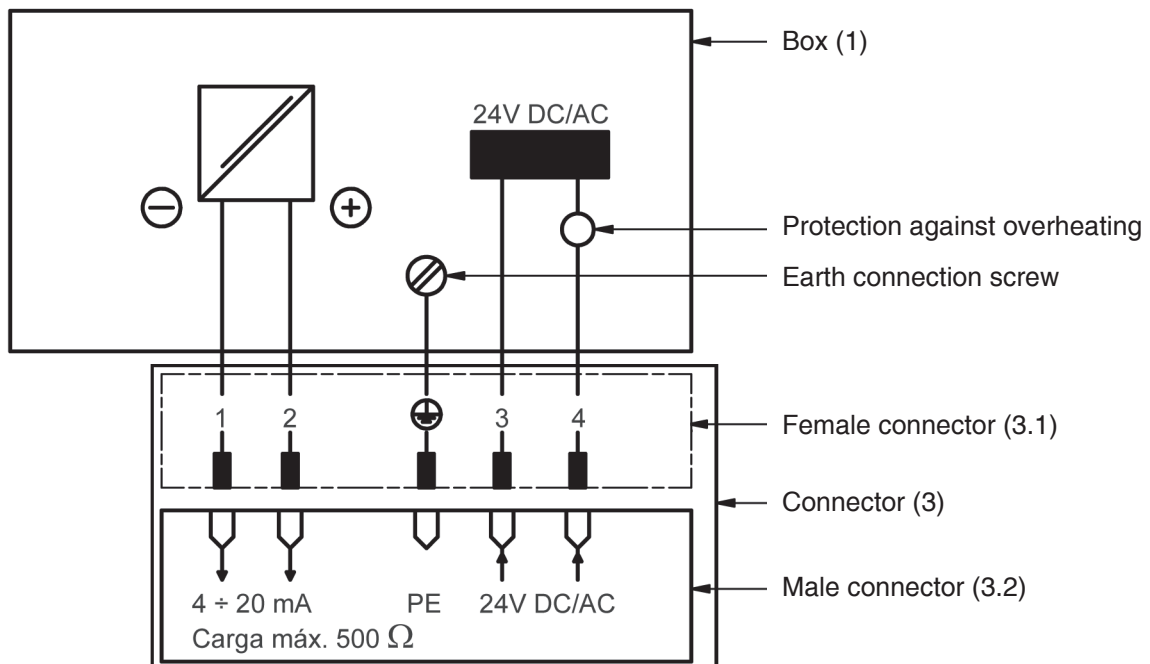 Box (1)
24V DC/AC
Protection against overheating
Earth connection screw
1 2 3 4
Female connector (3.1)
Connector (3)
Male connector (3.2)
4 ÷ 20 mA PE 24V DC/AC
Carga máx. 500 Ω